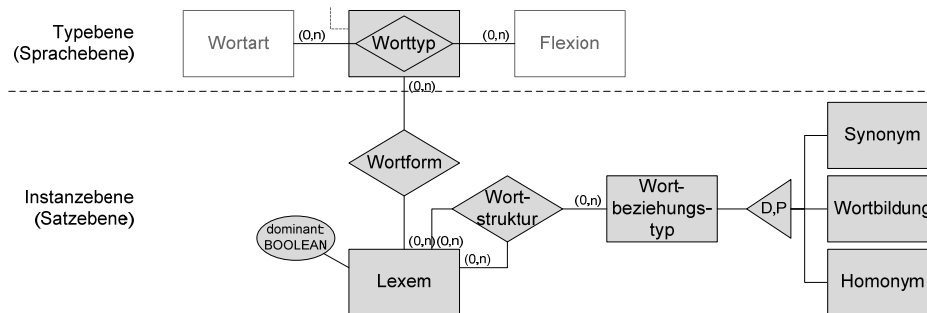 Typebene
(Sprachebene)
Wortart
(0,n)
Worttyp
(0,n)
Flexion
(0,n)
Instanzebene
(Satzebene)
Wortform
Wort-
struktur
(0,n)
Wort-
beziehungs-
typ
D,P
Synonym
Wortbildung
Homonym
dominant:
BOOLEAN
(0,n)
(0,n)
(0,n)
Lexem